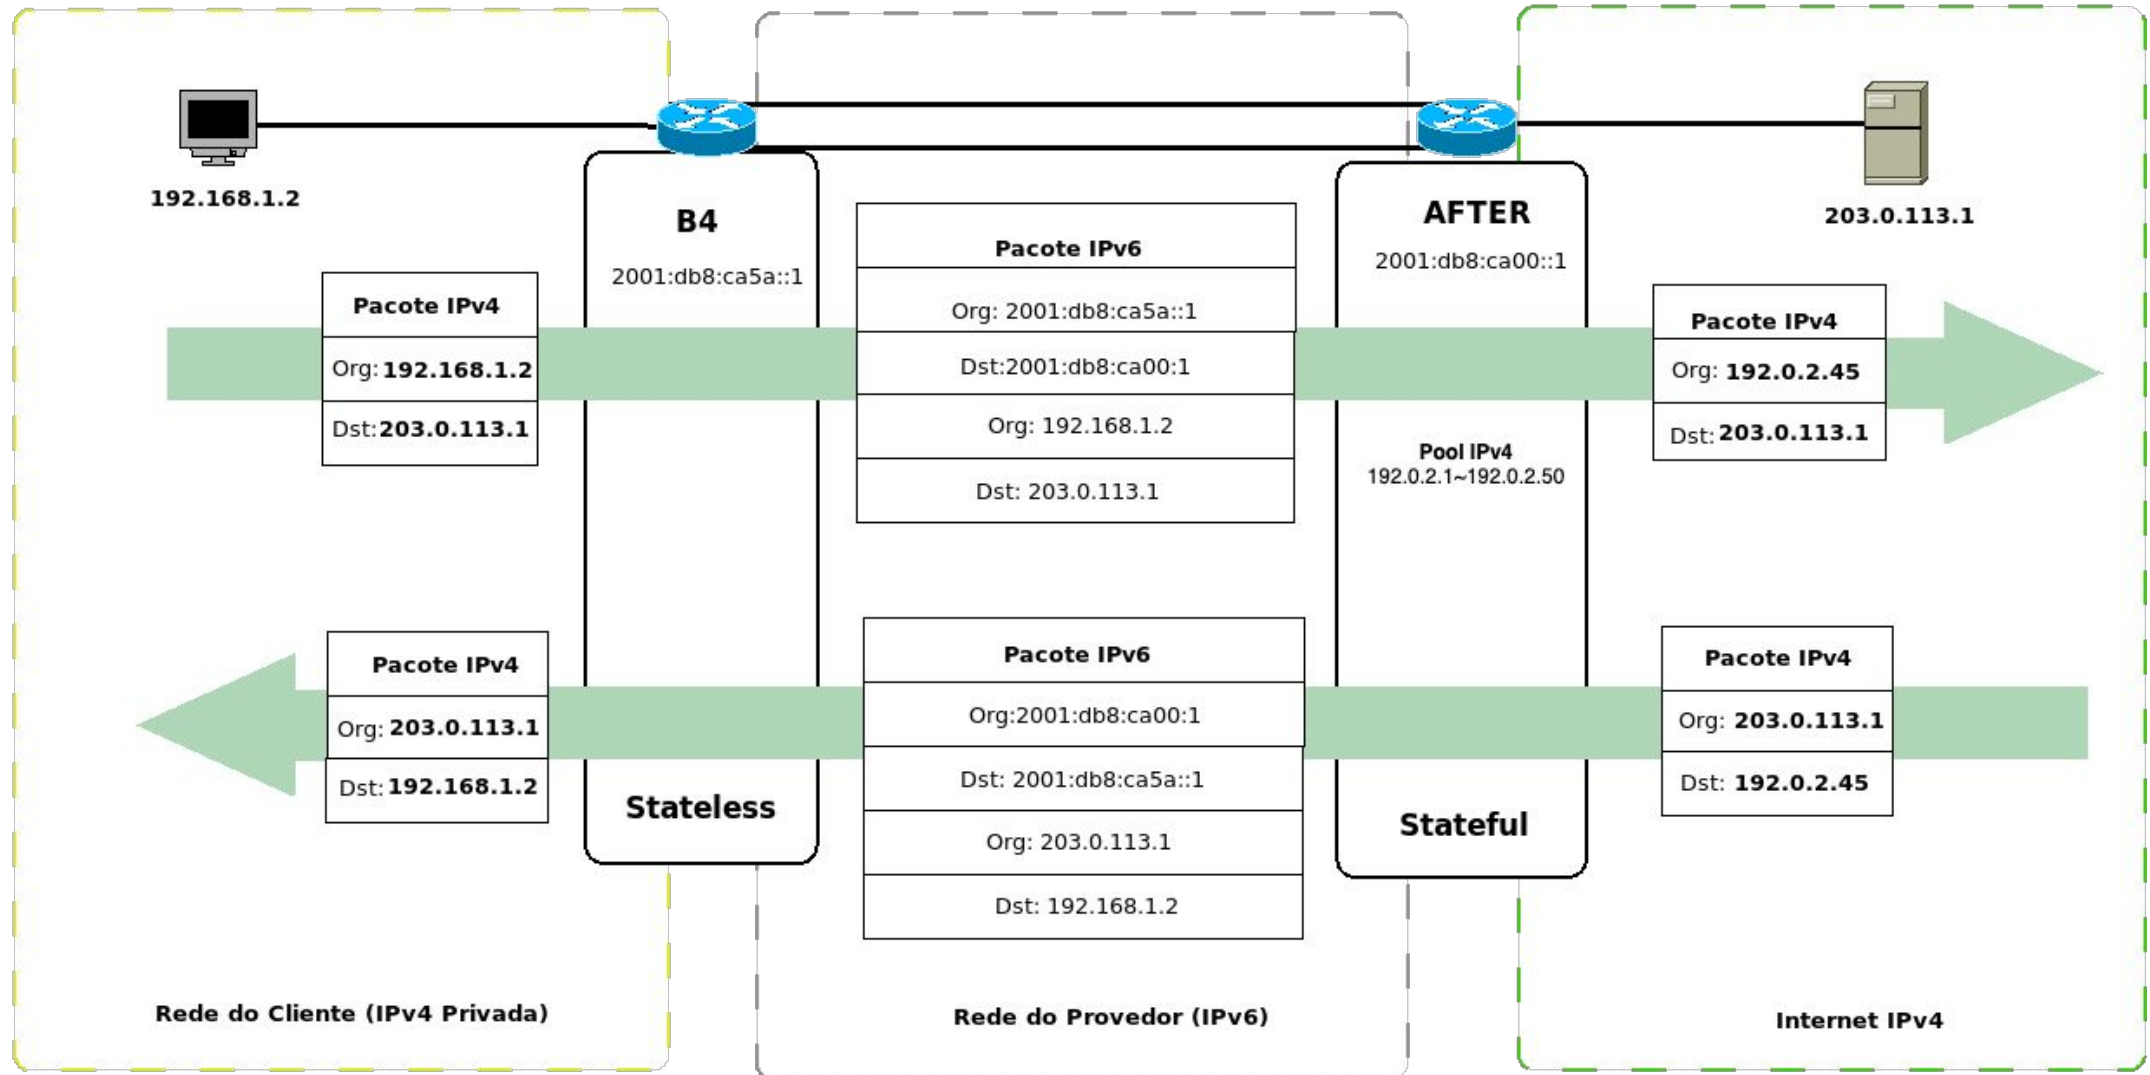 192.168.1.2
B4
2001:db8:ca5a::1
AFTER
2001:db8:ca00::1
203.0.113.1
Pacote IPv4
Org: 192.168.1.2
Dst: 203.0.113.1
Pacote IPv6
Org: 2001:db8:ca5a::1
Dst:2001:db8:ca00:1
Org: 192.168.1.2
Dst: 203.0.113.1
Pool IPv4
192.0.2.1~192.0.2.50
Pacote IPv4
Org: 192.0.2.45
Dst: 203.0.113.1
Pacote IPv4
Org: 203.0.113.1
Dst: 192.168.1.2
Stateless
Pacote IPv6
Org:2001:db8:ca00:1
Dst: 2001:db8:ca5a::1
Org: 203.0.113.1
Dst: 192.168.1.2
Stateful
Pacote IPv4
Org: 203.0.113.1
Dst: 192.0.2.45
Rede do Cliente (IPv4 Privada)
Rede do Provedor (IPv6)
Internet IPv4